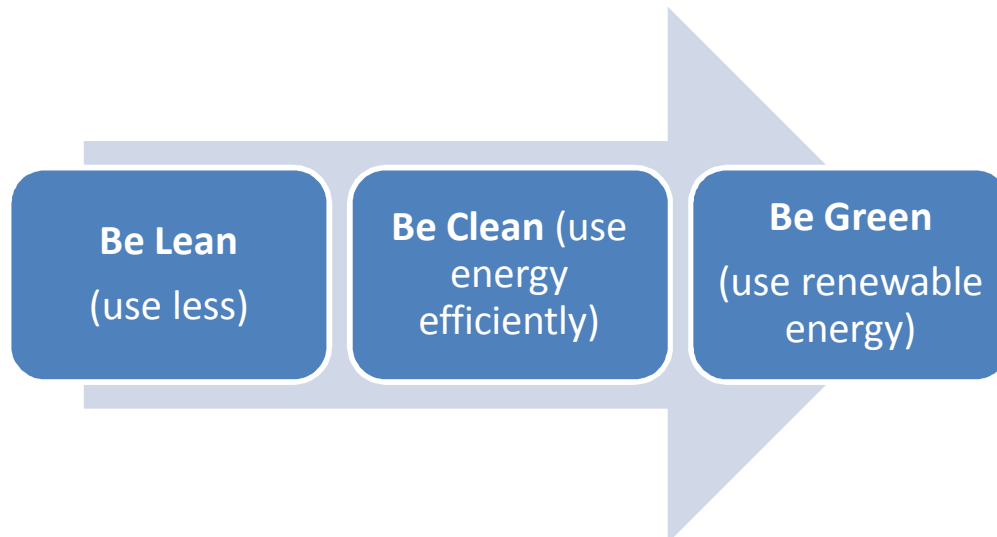 Be Lean
(use less)
Be Clean (use
energy
efficiently)
Be Green
(use renewable
energy)